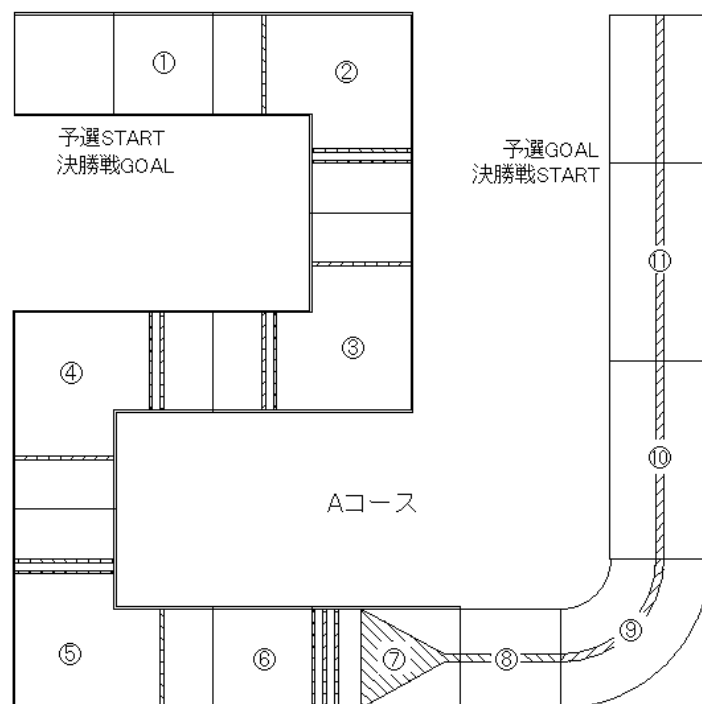 ①
②
予選START
決勝戦GOAL
予選GOAL
決勝戦START
⑪
③
④
⑩
Aコース
⑨
⑤
⑥
⑦
⑧